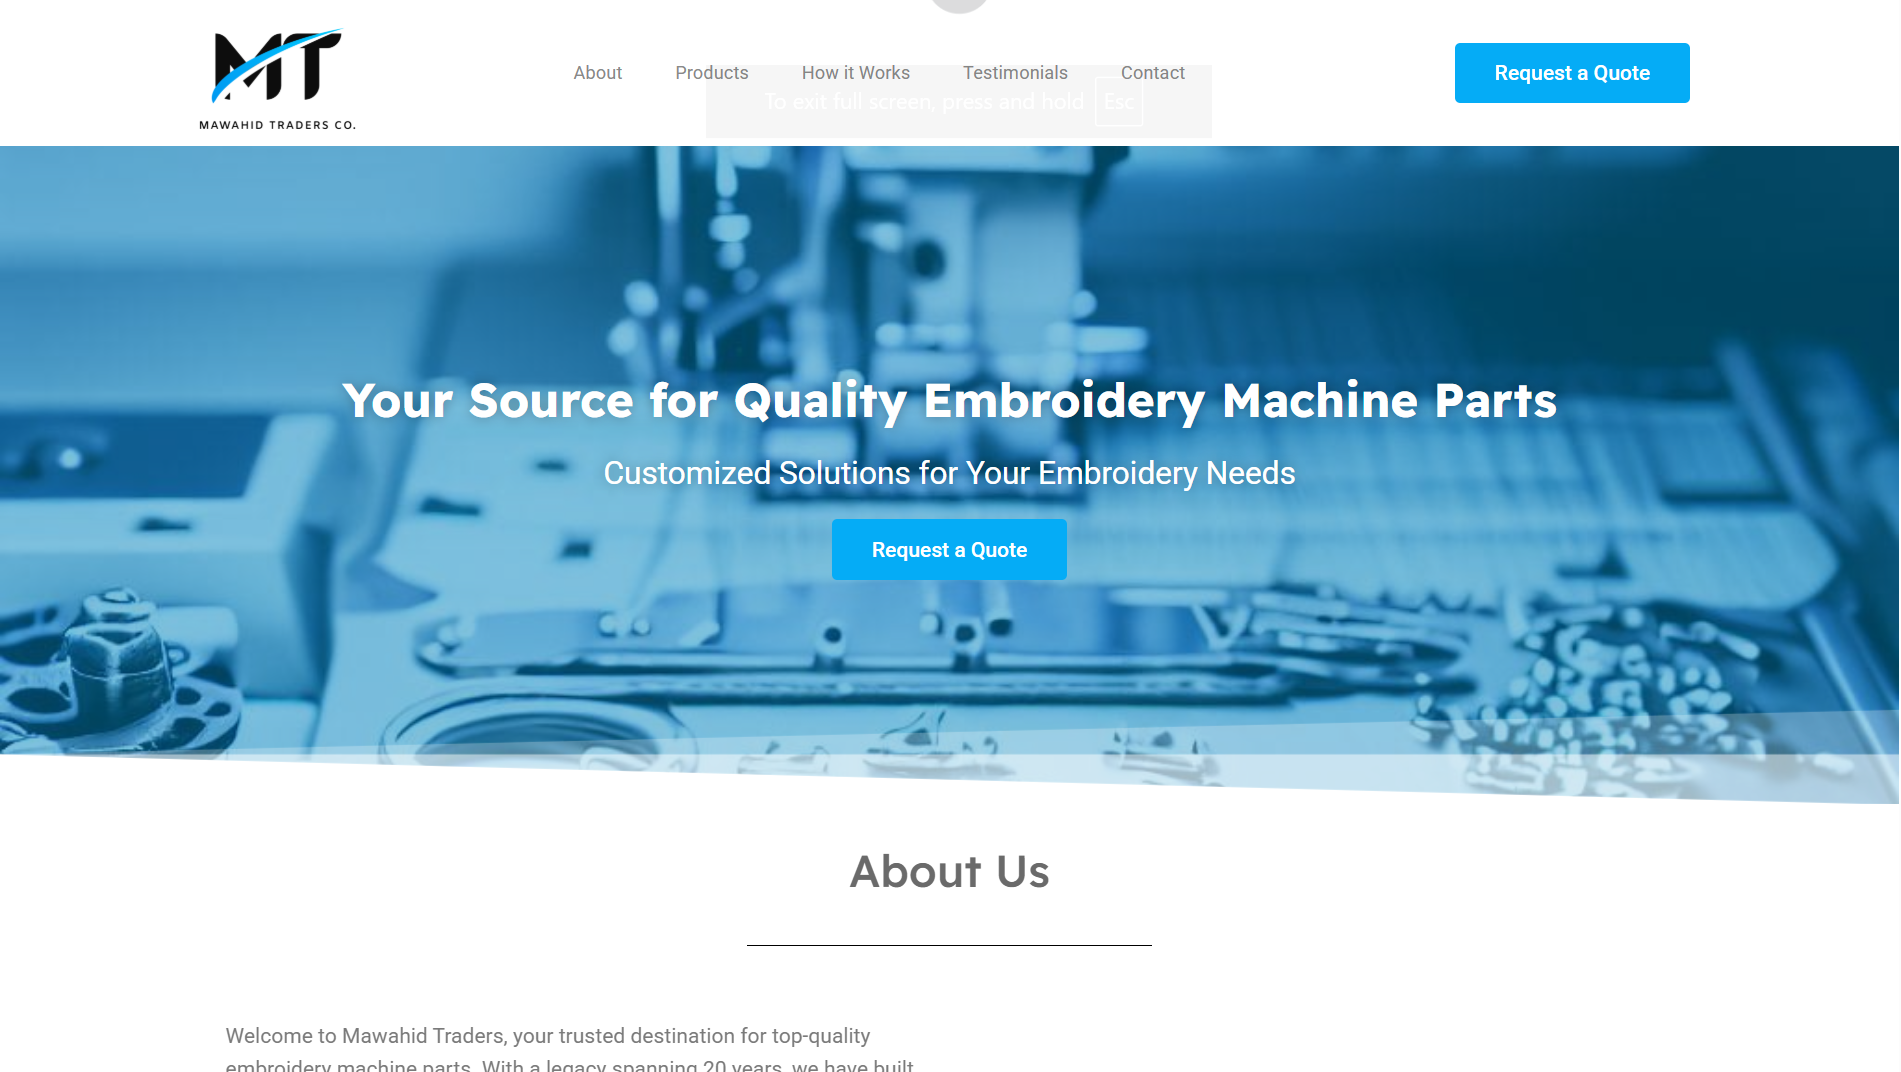 MT
MAWAHID TRADERS CO.
About Products How it Works Testimonials Contact
Request a Quote
To exit full screen, press and hold Esc
Your Source for Quality Embroidery Machine Parts
Customized Solutions for Your Embroidery Needs
Request a Quote
About Us
Welcome to Mawahid Traders, your trusted destination for top-quality
embroidery machine parts. With a legacy spanning 20 years, we have built